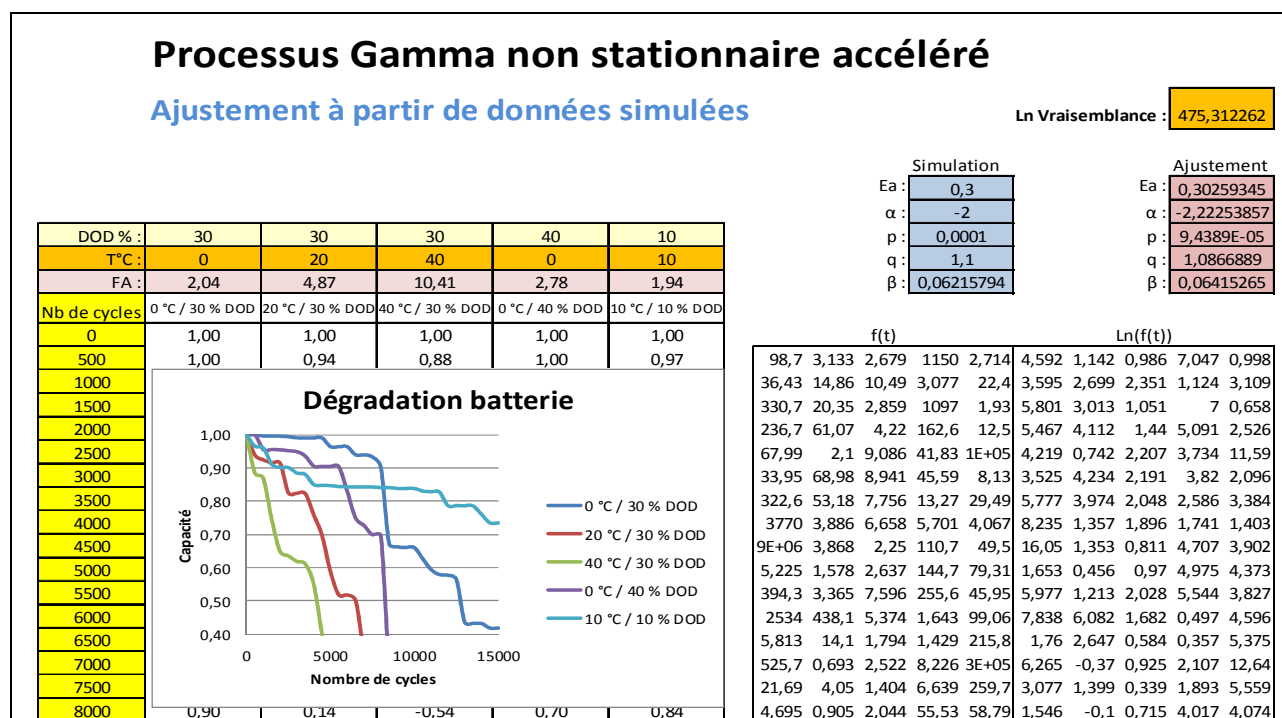 Processus Gamma non stationnaire accéléré
Ajustement à partir de données simulées
Ln Vraisemblance : 475,312262
Simulation Ajustement
Ea : 0,3 Ea : 0,30259345
α : -2 α : -2,22253857
p : 0,0001 p : 9,4389E-05
q : 1,1 q : 1,0866889
β : 0,06215794 β : 0,06415265
DOD % : 30 30 30 40 10
T°C : 0 20 40 0 10
FA : 2,04 4,87 10,41 2,78 1,94
Nb de cycles 0 °C / 30 % DOD 20 °C / 30 % DOD 40 °C / 30 % DOD 0 °C / 40 % DOD 10 °C / 10 % DOD
0 1,00 1,00 1,00 1,00 1,00
500 1,00 0,94 0,88 1,00 0,97
1000
1500
2000
2500
3000
3500
4000
4500
5000
5500
6000
6500
7000
7500
8000 0,90 0,14 -0,54 0,70 0,84
Dégradation batterie
Capacité
1,00
0,90
0,80
0,70
0,60
0,50
0,40
0 5000 10000 15000
Nombre de cycles
0 °C / 30 % DOD
20 °C / 30 % DOD
40 °C / 30 % DOD
0 °C / 40 % DOD
10 °C / 10 % DOD
f(t) Ln(f(t))
98,7 3,133 2,679 1150 2,714 4,592 1,142 0,986 7,047 0,998
36,43 14,86 10,49 3,077 22,4 3,595 2,699 2,351 1,124 3,109
330,7 20,35 2,859 1097 1,93 5,801 3,013 1,051 7 0,658
236,7 61,07 4,22 162,6 12,5 5,467 4,112 1,44 5,091 2,526
67,99 2,1 9,086 41,83 1E+05 4,219 0,742 2,207 3,734 11,59
33,95 68,98 8,941 45,59 8,13 3,525 4,234 2,191 3,82 2,096
322,6 53,18 7,756 13,27 29,49 5,777 3,974 2,048 2,586 3,384
3770 3,886 6,658 5,701 4,067 8,235 1,357 1,896 1,741 1,403
9E+06 3,868 2,25 110,7 49,5 16,05 1,353 0,811 4,707 3,902
5,225 1,578 2,637 144,7 79,31 1,653 0,456 0,97 4,975 4,373
394,3 3,365 7,596 255,6 45,95 5,977 1,213 2,028 5,544 3,827
2534 438,1 5,374 1,643 99,06 7,838 6,082 1,682 0,497 4,596
5,813 14,1 1,794 1,429 215,8 1,76 2,647 0,584 0,357 5,375
525,7 0,693 2,522 8,226 3E+05 6,265 -0,37 0,925 2,107 12,64
21,69 4,05 1,404 6,639 259,7 3,077 1,399 0,339 1,893 5,559
4,695 0,905 2,044 55,53 58,79 1,546 -0,1 0,715 4,017 4,074